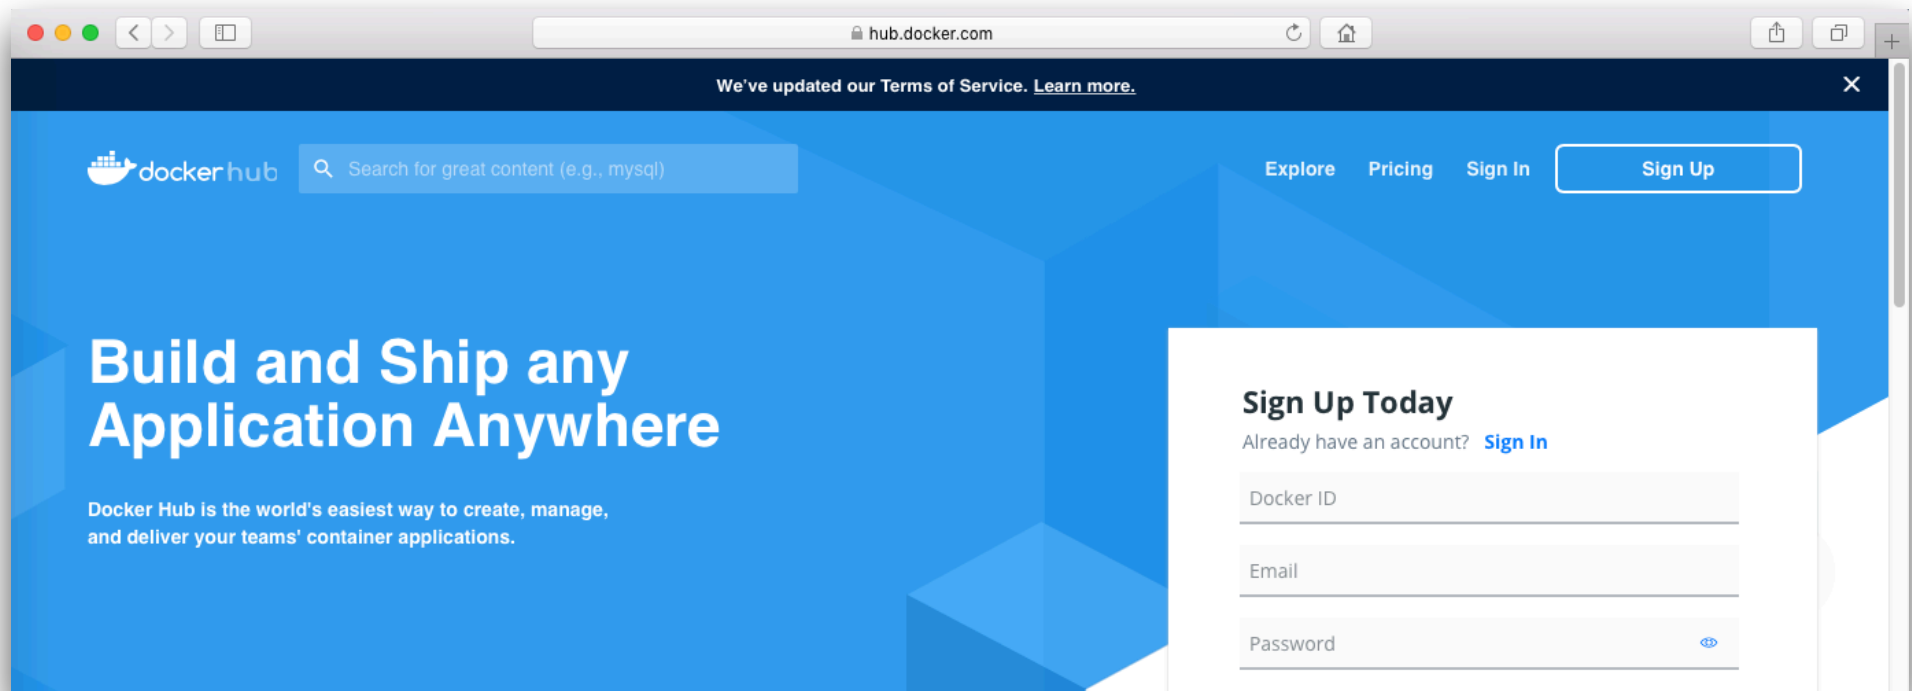 hub.docker.com
We've updated our Terms of Service. Learn more.
docker hub
Search for great content (e.g., mysql)
Explore Pricing Sign In Sign Up
Build and Ship any
Application Anywhere
Docker Hub is the world's easiest way to create, manage,
and deliver your teams' container applications.
Sign Up Today
Already have an account? Sign In
Docker ID
Email
Password